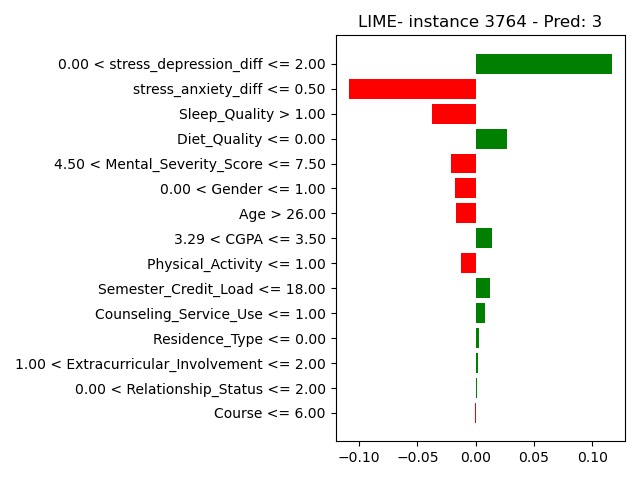 LIME- instance 3764 - Pred: 3
0.00 < stress_depression_diff <= 2.00
stress_anxiety_diff <= 0.50
Sleep_Quality > 1.00
Diet_Quality <= 0.00
4.50 < Mental_Severity_Score <= 7.50
0.00 < Gender <= 1.00
Age > 26.00
3.29 < CGPA <= 3.50
Physical_Activity <= 1.00
Semester_Credit_Load <= 18.00
Counseling_Service_Use <= 1.00
Residence_Type <= 0.00
1.00 < Extracurricular_Involvement <= 2.00
0.00 < Relationship_Status <= 2.00
Course <= 6.00
−0.10 −0.05 0.00 0.05 0.10